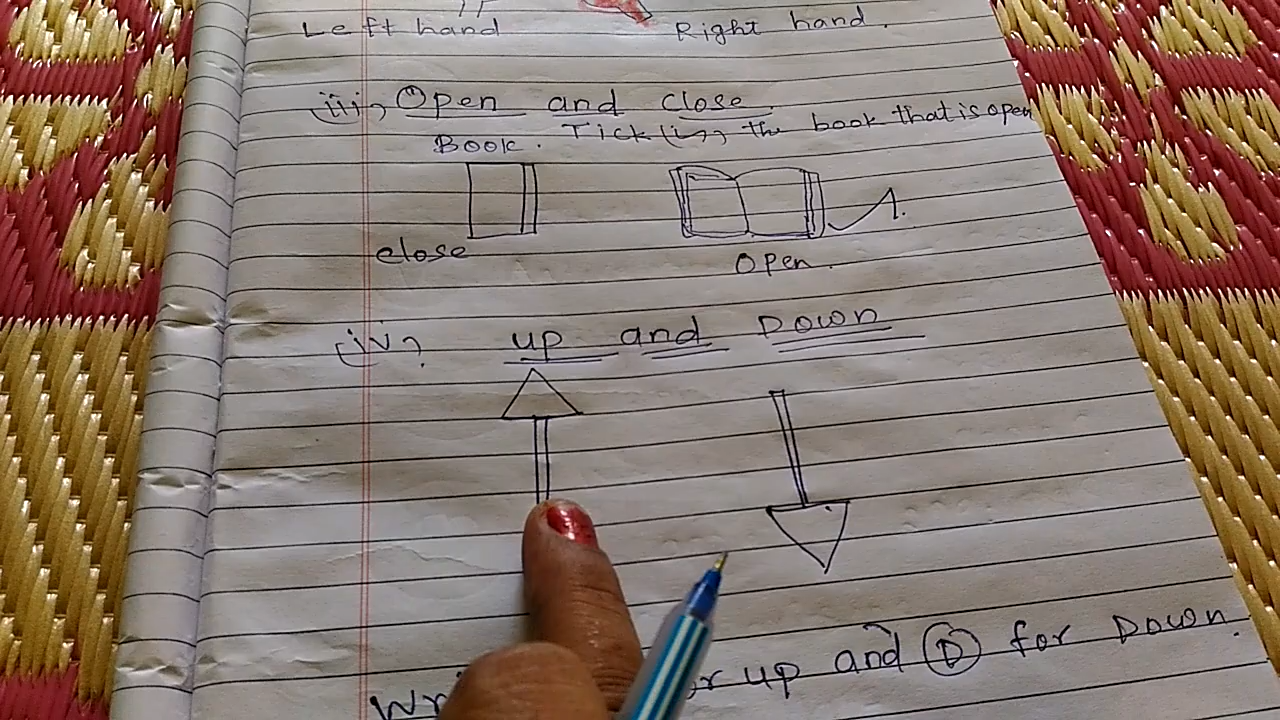 Left hand
Right hand.
(iii) Open and close.
Book. Tick (✓) the book that is open
close
Open.
(iv) up and Down
up and D for Down.